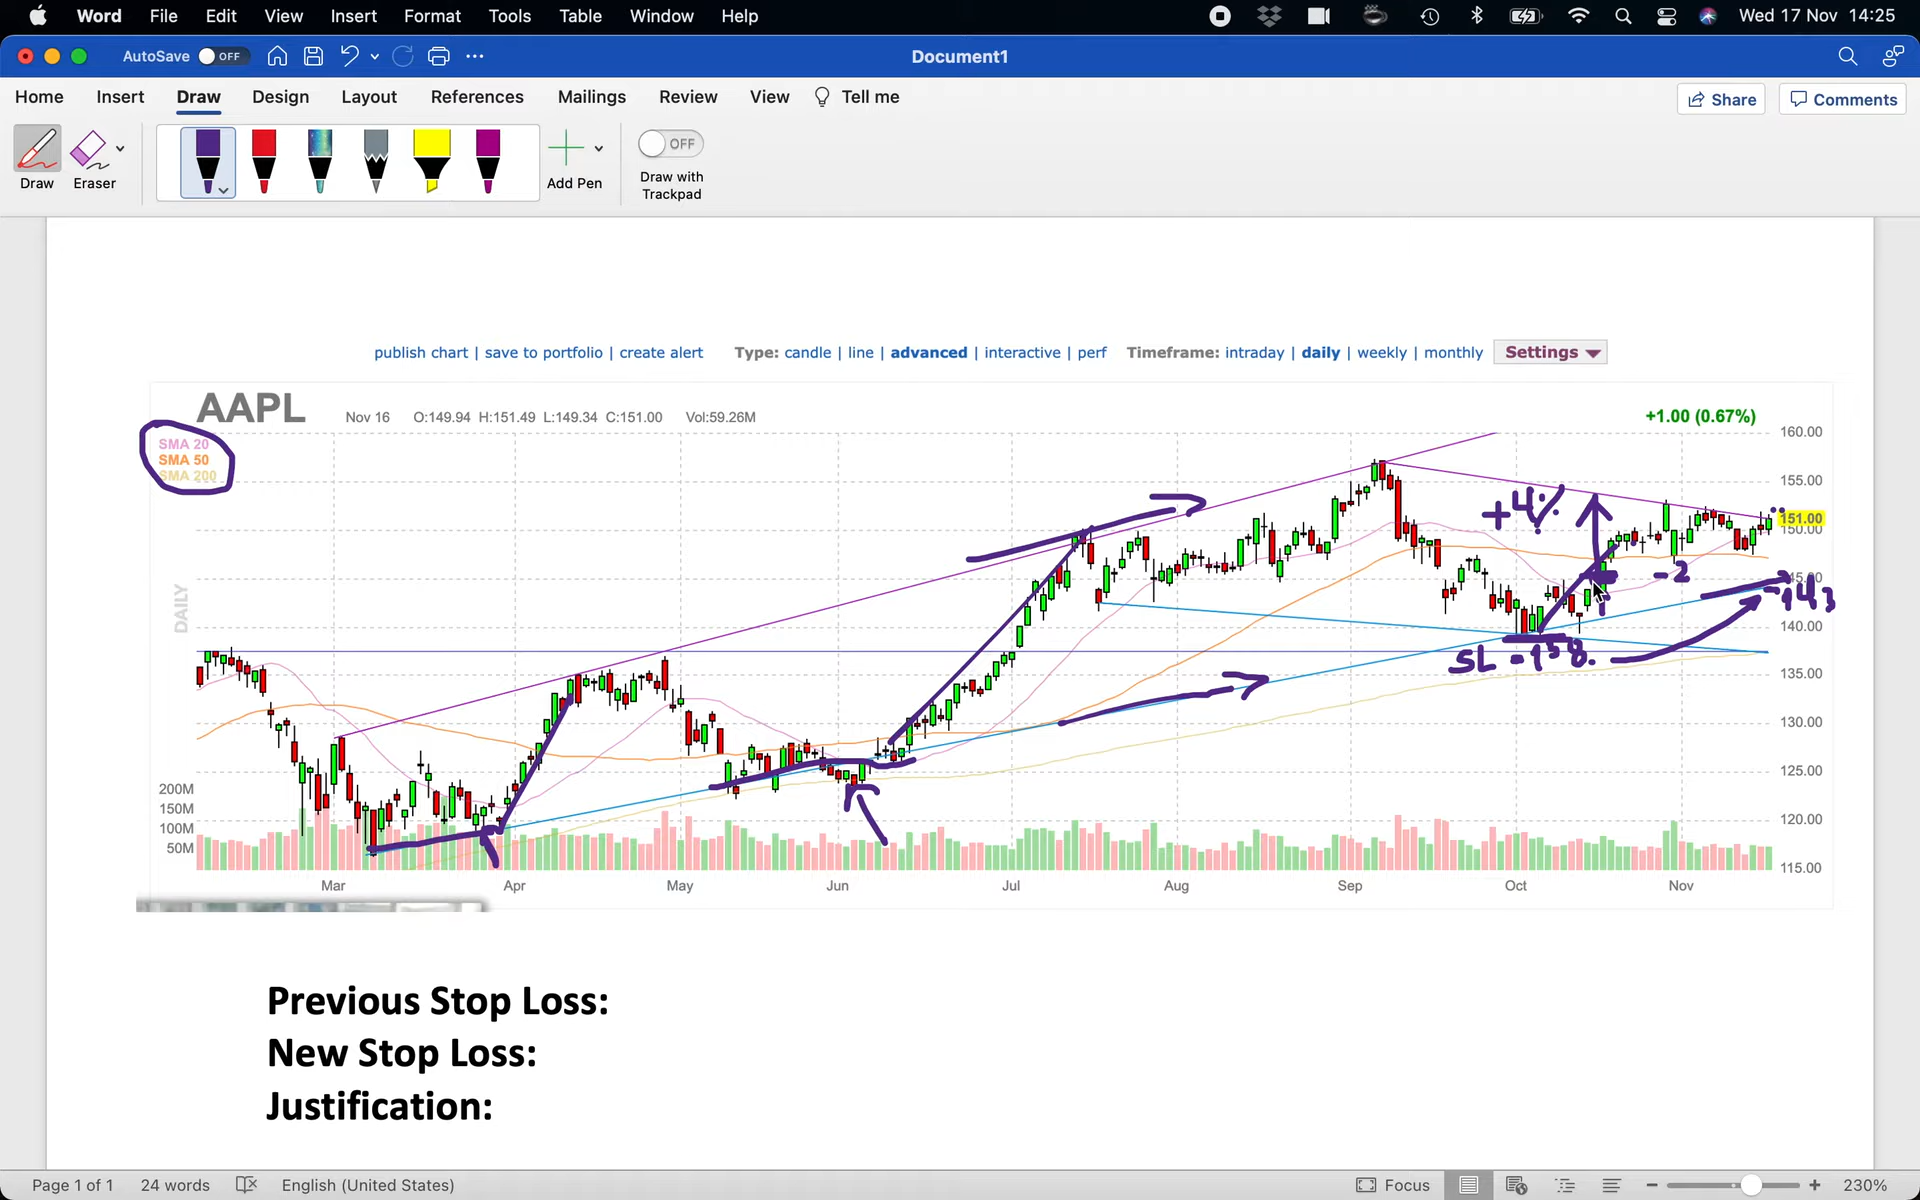 Word File Edit View Insert Format Tools Table Window Help Wed 17 Nov 14:25
AutoSave OFF Document1
Home Insert Draw Design Layout References Mailings Review View Tell me Share Comments
OFF
Draw Eraser Add Pen Draw with
Trackpad
publish chart | save to portfolio | create alert Type: candle | line | advanced | interactive | perf Timeframe: intraday | daily | weekly | monthly Settings
AAPL Nov 16 O:149.94 H:151.49 L:149.34 C:151.00 Vol:59.26M +1.00 (0.67%)
SMA 20
SMA 50
SMA 200
160.00
155.00
+4%
151.00
150.00
-2
143
DAILY
140.00
SL -138.
135.00
130.00
125.00
200M
150M
120.00
100M
50M
115.00
Mar Apr May Jun Jul Aug Sep Oct Nov
Previous Stop Loss:
New Stop Loss:
Justification:
Page 1 of 1 24 words English (United States) Focus 230%